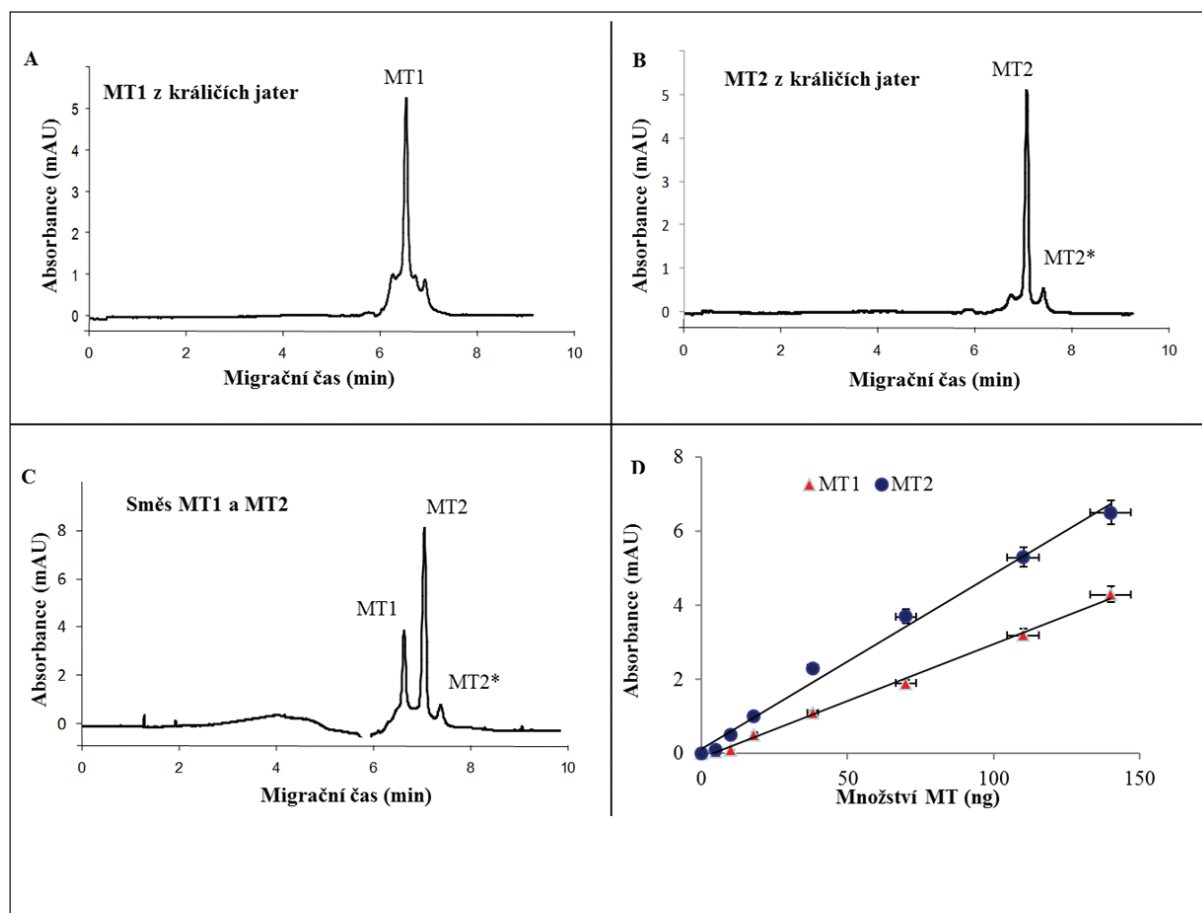 A
MT1 z králičích jater
MT1
Absorbance (mAU)
5
4
3
2
1
0
0 2 4 6 8 10
Migrační čas (min)
B
MT2 z králičích jater
MT2
MT2*
Absorbance (mAU)
5
4
3
2
1
0
0 2 4 6 8 10
Migrační čas (min)
C
Směs MT1 a MT2
MT2
MT1
MT2*
Absorbance (mAU)
8
6
4
2
0
0 2 4 6 8 10
Migrační čas (min)
D
MT1 MT2
Absorbance (mAU)
8
6
4
2
0
0 50 100 150
Množství MT (ng)